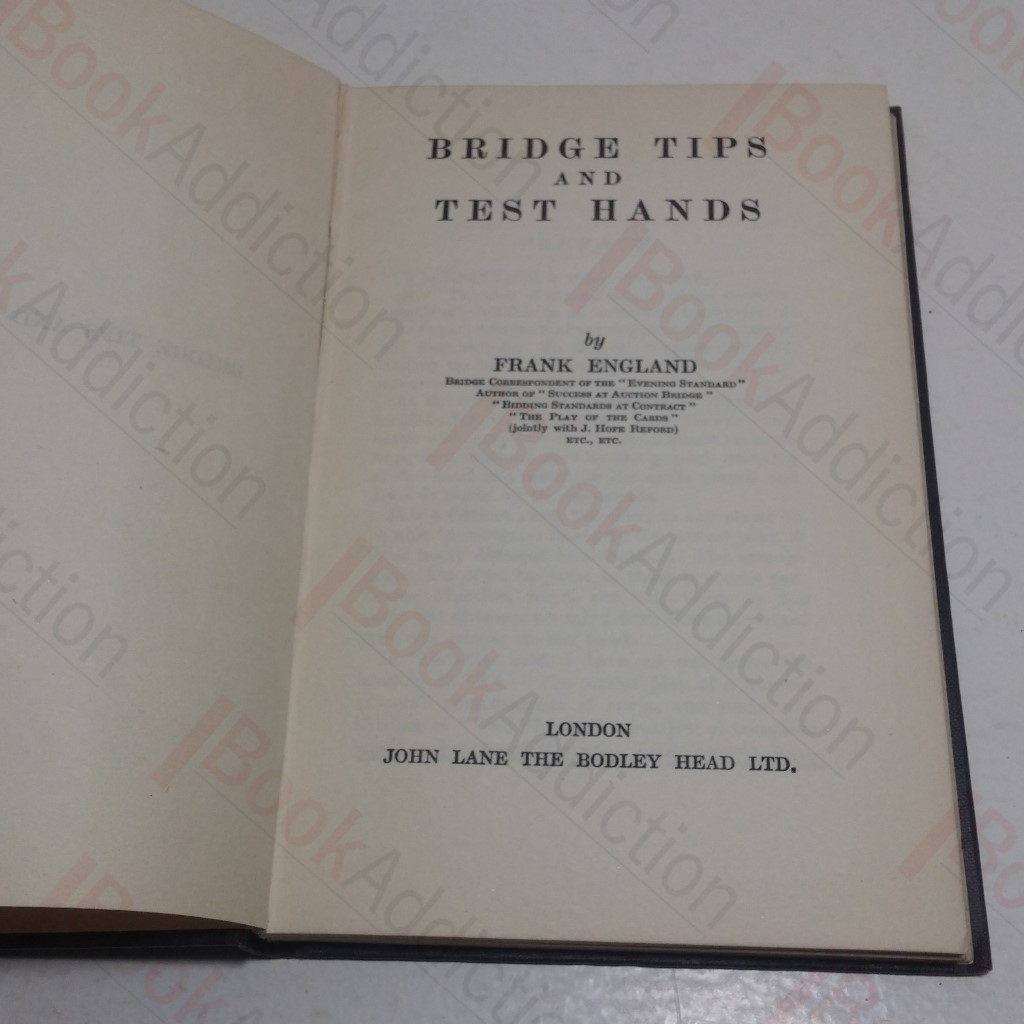 BRIDGE TIPS
AND
TEST HANDS
by
FRANK ENGLAND
BRIDGE CORRESPONDENT OF THE "EVENING STANDARD"
AUTHOR OF "SUCCESS AT AUCTION BRIDGE"
"BIDDING STANDARDS AT CONTRACT"
"THE PLAY OF THE CARDS"
(jointly with J. HOPE REFORD)
ETC., ETC.
LONDON
JOHN LANE THE BODLEY HEAD LTD.
BookAddiction